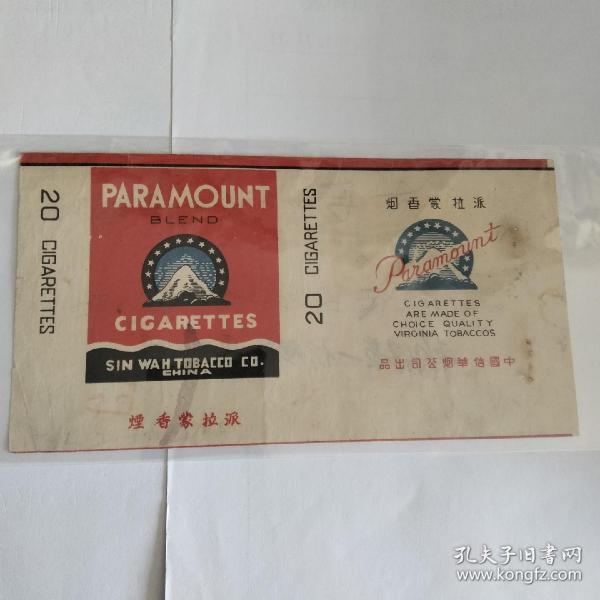 20 CIGARETTES
PARAMOUNT
BLEND
CIGARETTES
SIN WAH TOBACCO CO.
CHINA
派拉蒙香煙
20 CIGARETTES
派拉蒙香烟
Paramount
CIGARETTES
ARE MADE OF
CHOICE QUALITY
VIRGINIA TOBACCOS
中國信華烟公司出品
孔夫子旧书网
www.kongfz.com